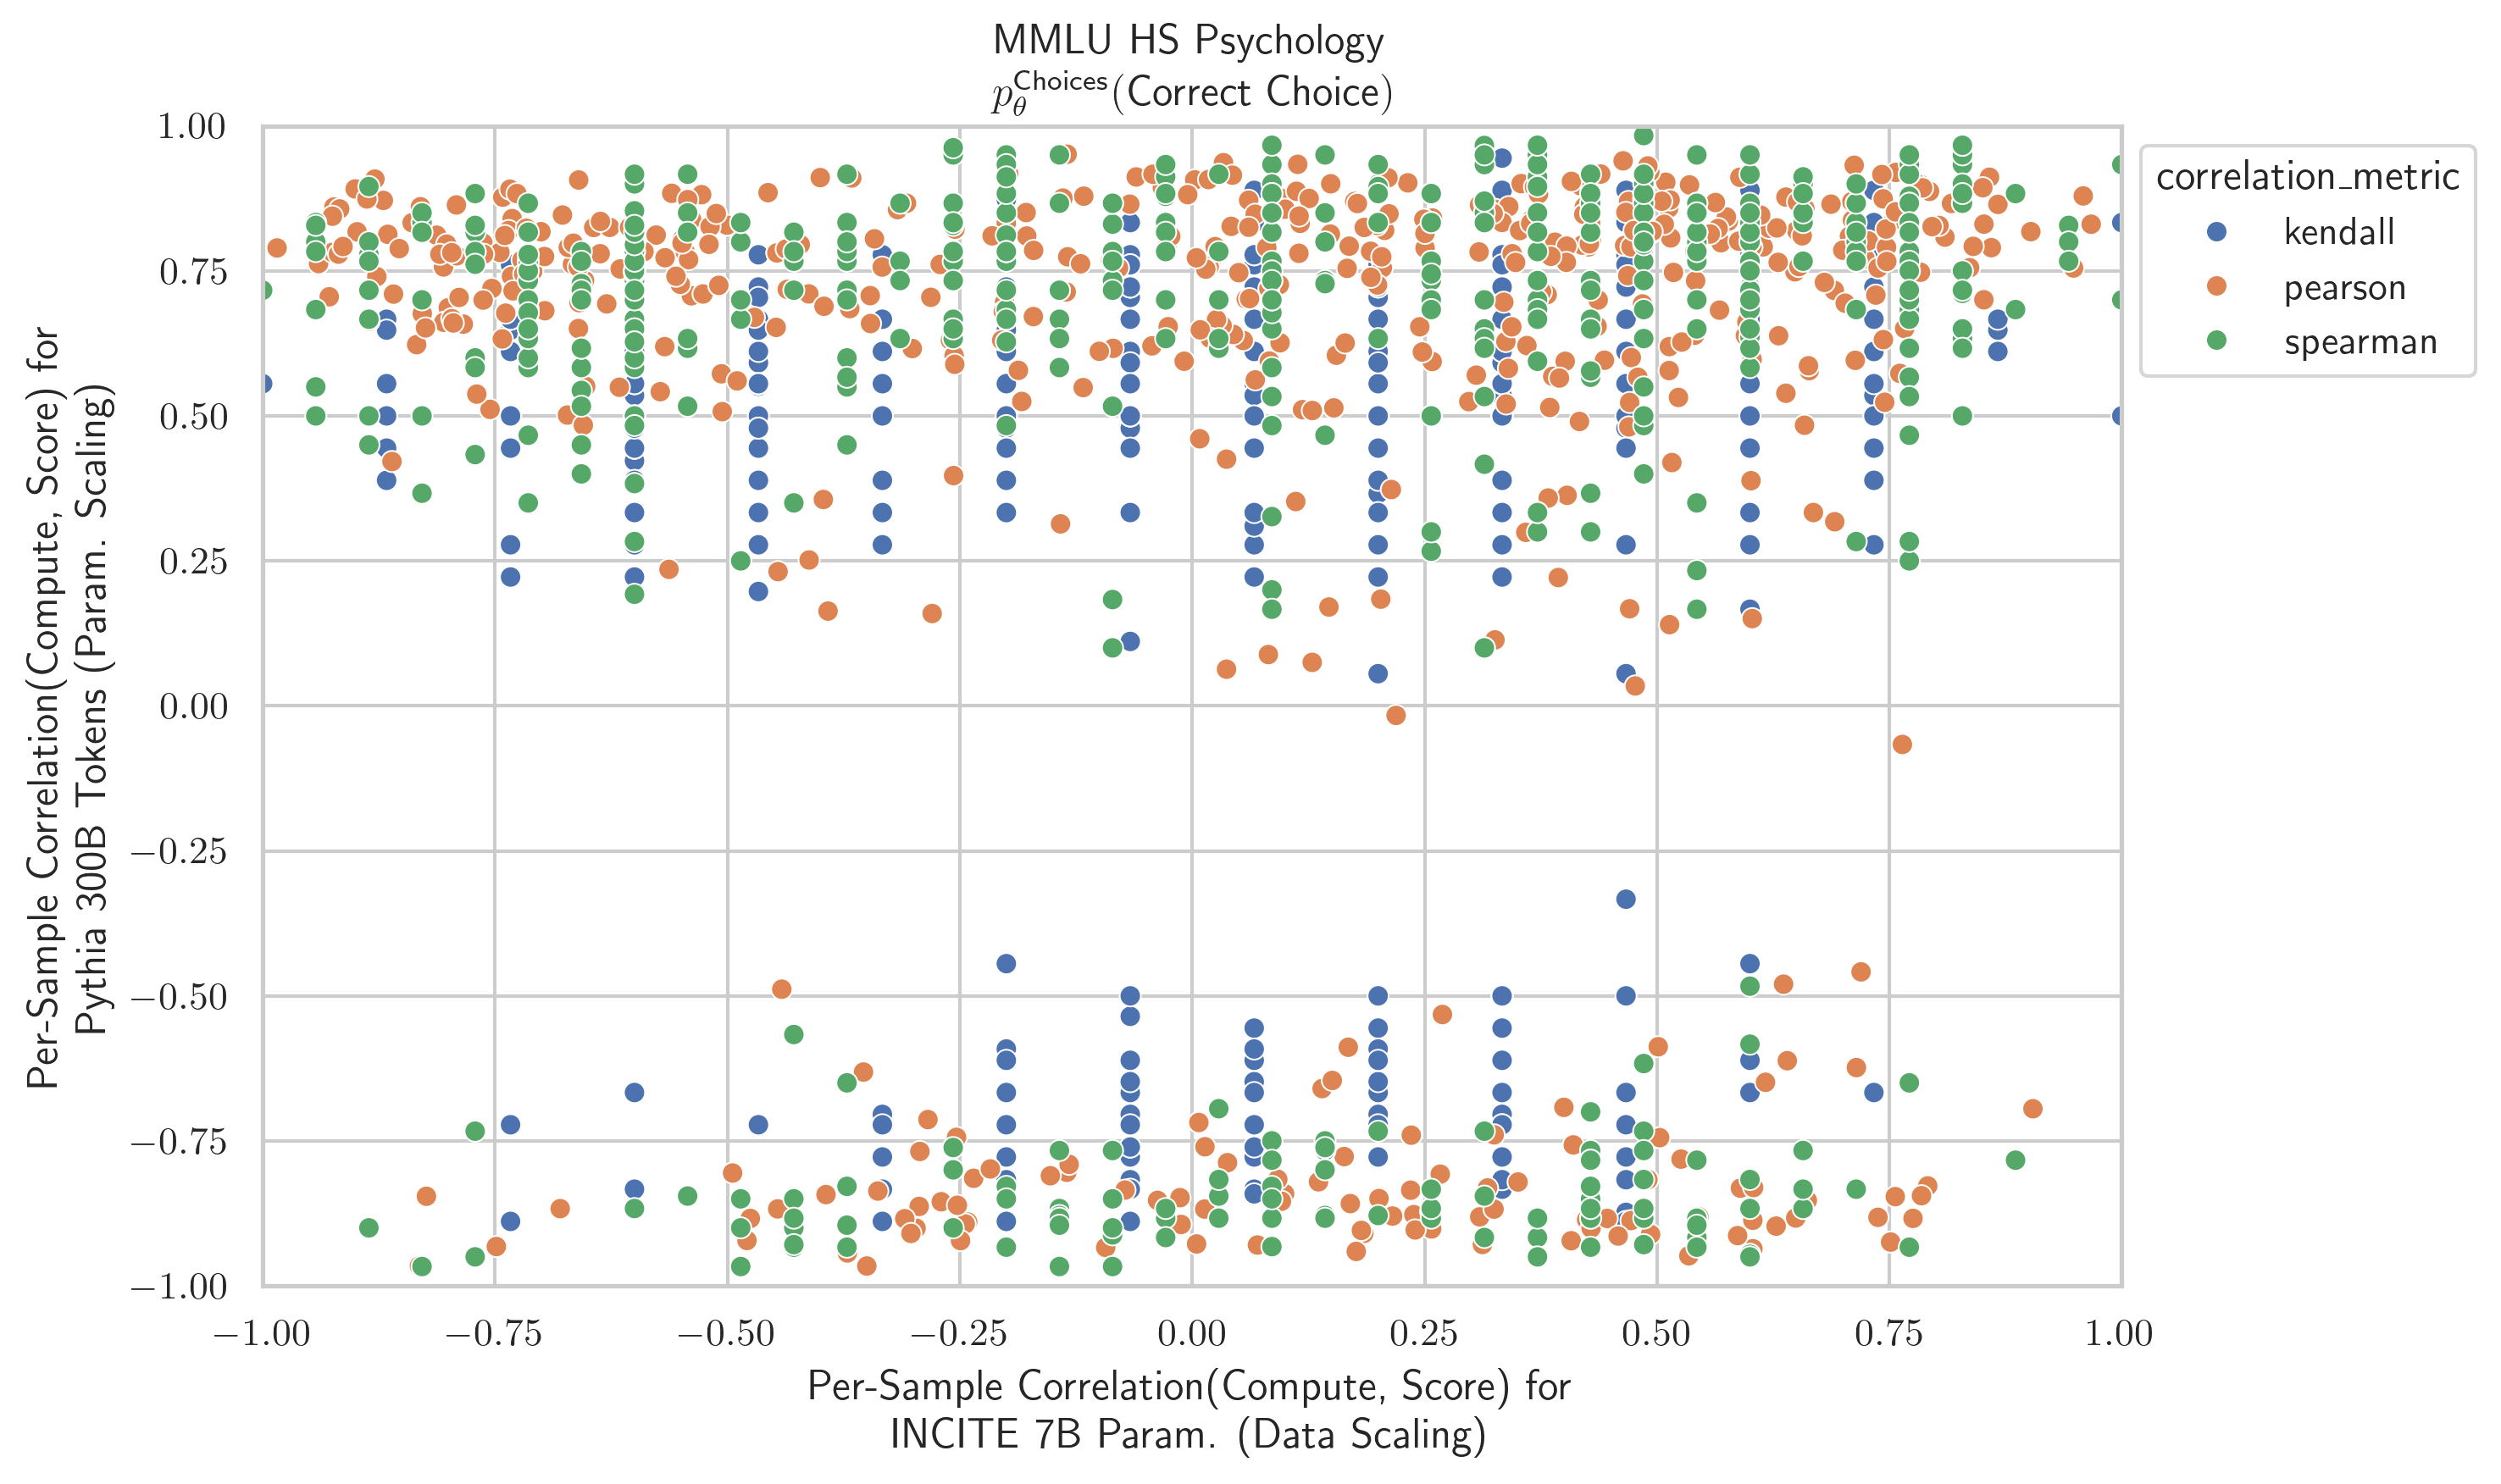 MMLU HS Psychology
p_θ^Choices(Correct Choice)
Per-Sample Correlation(Compute, Score) for
Pythia 300B Tokens (Param. Scaling)
1.00
0.75
0.50
0.25
0.00
−0.25
−0.50
−0.75
−1.00
−1.00 −0.75 −0.50 −0.25 0.00 0.25 0.50 0.75 1.00
Per-Sample Correlation(Compute, Score) for
INCITE 7B Param. (Data Scaling)
correlation_metric
kendall
pearson
spearman